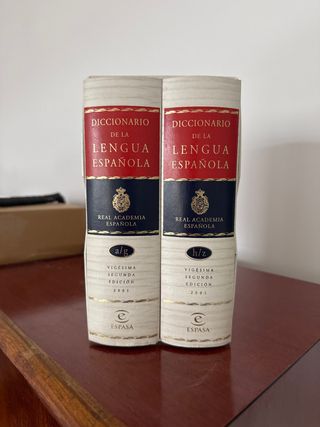 DICCIONARIO
DE LA
LENGUA
ESPAÑOLA
REAL ACADEMIA
ESPAÑOLA
a/g
VIGÉSIMA
SEGUNDA
EDICIÓN
2001
e
ESPASA
DICCIONARIO
DE LA
LENGUA
ESPAÑOLA
REAL ACADEMIA
ESPAÑOLA
h/z
VIGÉSIMA
SEGUNDA
EDICIÓN
2001
e
ESPASA